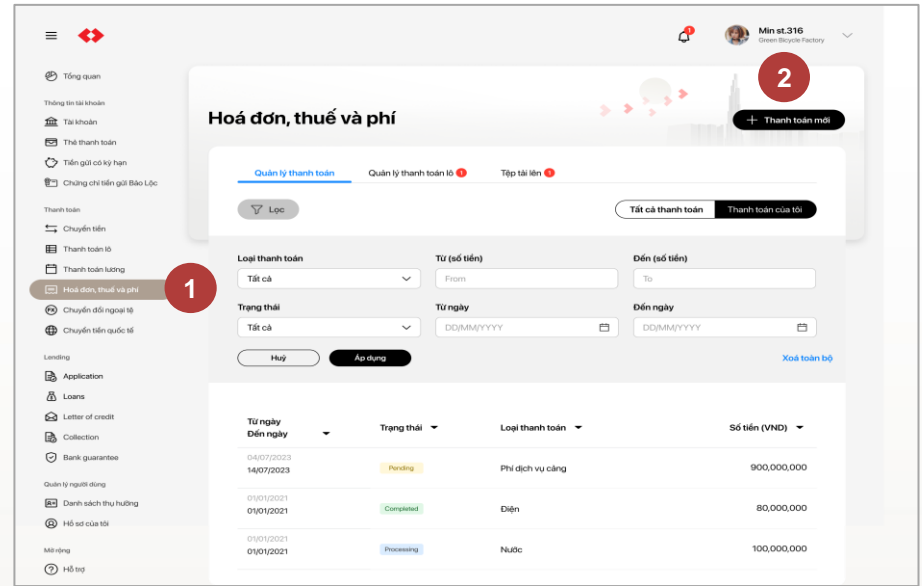 1
Min st.316
Green Bicycle Factory
Tổng quan
Thông tin tài khoản
Tài khoản
Thẻ thanh toán
Tiền gửi có kỳ hạn
Chứng chỉ tiền gửi Bảo Lộc
Thanh toán
Chuyển tiền
Thanh toán lô
Thanh toán lương
Hoá đơn, thuế và phí
1
Chuyển đổi ngoại tệ
Chuyển tiền quốc tế
Lending
Application
Loans
Letter of credit
Collection
Bank guarantee
Quản lý người dùng
Danh sách thụ hưởng
Hồ sơ của tôi
Mở rộng
Hỗ trợ
2
Hoá đơn, thuế và phí
+ Thanh toán mới
Quản lý thanh toán Quản lý thanh toán lô 1 Tệp tải lên 1
Lọc Tất cả thanh toán Thanh toán của tôi
Loại thanh toán Từ (số tiền) Đến (số tiền)
Tất cả From To
Trạng thái Từ ngày Đến ngày
Tất cả DD/MM/YYYY DD/MM/YYYY
Huỷ Áp dụng Xoá toàn bộ
Từ ngày
Đến ngày Trạng thái Loại thanh toán Số tiền (VND)
04/07/2023
14/07/2023 Pending Phí dịch vụ cảng 900,000,000
01/01/2021
01/01/2021 Completed Điện 80,000,000
01/01/2021
01/01/2021 Processing Nước 100,000,000